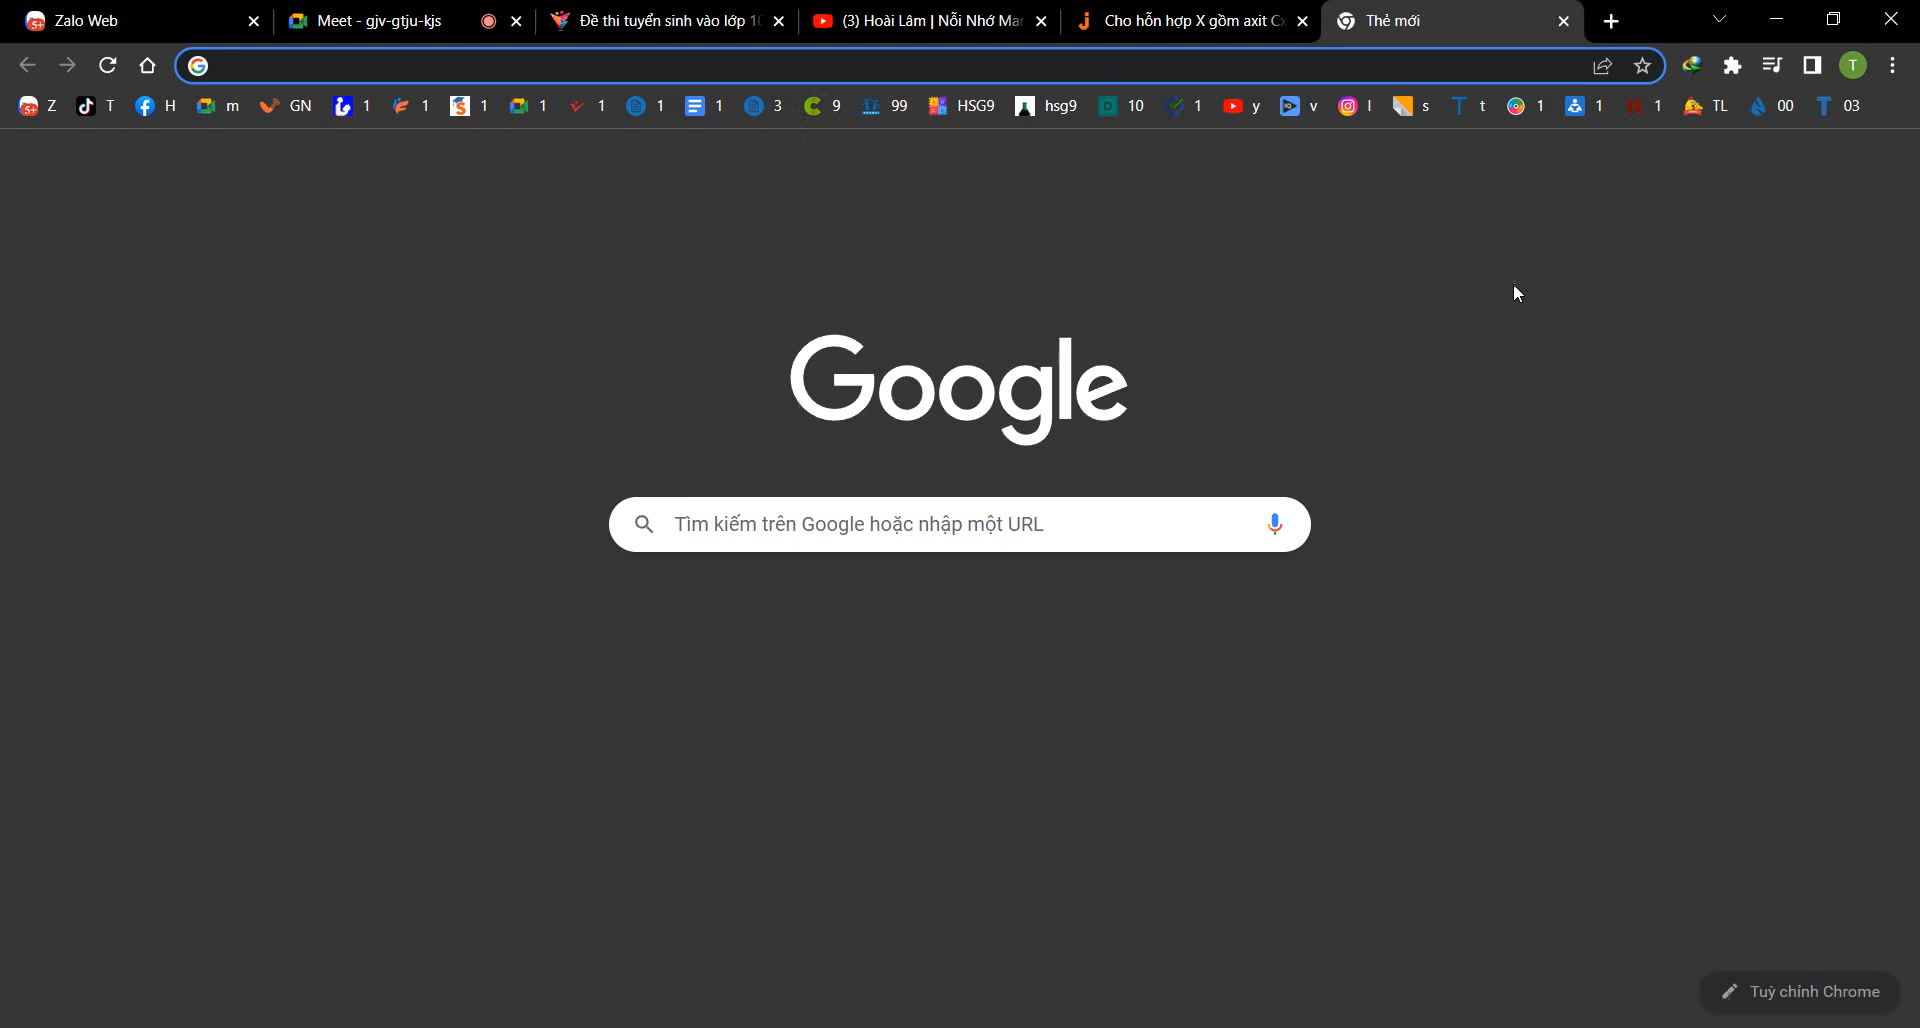 Zalo Web
Meet - gjv-gtju-kjs
Đề thi tuyển sinh vào lớp 10
(3) Hoài Lâm | Nỗi Nhớ Man
Cho hỗn hợp X gồm axit Cx
Thẻ mới
T
Z T H m GN 1 1 1 1 1 1 1 3 9 99 HSG9 hsg9 10 1 y v I s t 1 1 1 TL 00 03
Google
Tìm kiếm trên Google hoặc nhập một URL
Tuỳ chỉnh Chrome